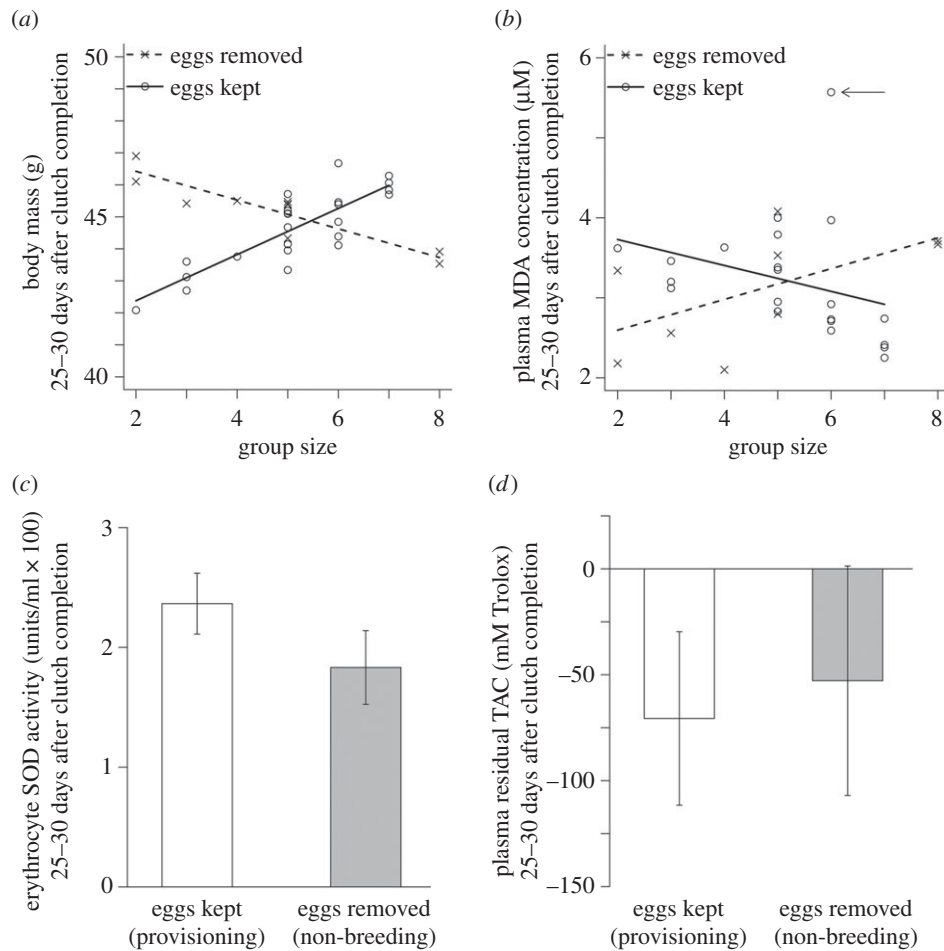 (a)
50
eggs removed
eggs kept
body mass (g)
25–30 days after clutch completion
45
40
2 4 6 8
group size
(b)
6
eggs removed
eggs kept
plasma MDA concentration (μM)
25–30 days after clutch completion
4
2
2 3 4 5 6 7 8
group size
(c)
3
erythrocyte SOD activity (units/ml × 100)
25–30 days after clutch completion
2
1
0
eggs kept eggs removed
(provisioning) (non-breeding)
(d)
0
plasma residual TAC (mM Trolox)
25–30 days after clutch completion
–50
–100
–150
eggs kept eggs removed
(provisioning) (non-breeding)